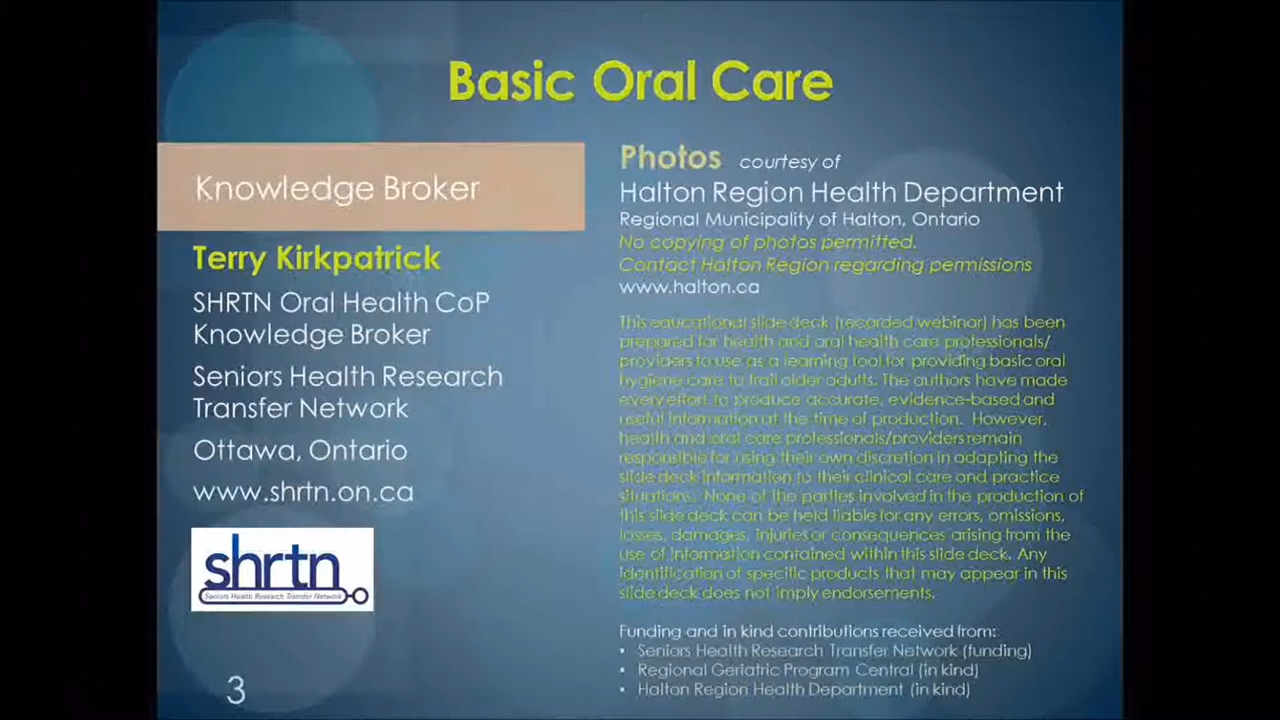 Basic Oral Care
Knowledge Broker
Terry Kirkpatrick
SHRTN Oral Health CoP
Knowledge Broker
Seniors Health Research
Transfer Network
Ottawa, Ontario
www.shrtn.on.ca
shrtn
Seniors Health Research Transfer Network
3
Photos courtesy of
Halton Region Health Department
Regional Municipality of Halton, Ontario
No copying of photos permitted.
Contact Halton Region regarding permissions
www.halton.ca
This educational slide deck (recorded webinar) has been
prepared for health and oral health care professionals/
providers to use as a learning tool for providing basic oral
hygiene care to frail older adults. The authors have made
every effort to produce accurate, evidence-based and
useful information at the time of production. However,
health and oral care professionals/providers remain
responsible for using their own discretion in adapting the
slide deck information to their clinical care and practice
situations. None of the parties involved in the production of
this slide deck can be held liable for any errors, omissions,
losses, damages, injuries or consequences arising from the
use of information contained within this slide deck. Any
identification of specific products that may appear in this
slide deck does not imply endorsements.
Funding and in kind contributions received from:
• Seniors Health Research Transfer Network (funding)
• Regional Geriatric Program Central (in kind)
• Halton Region Health Department (in kind)